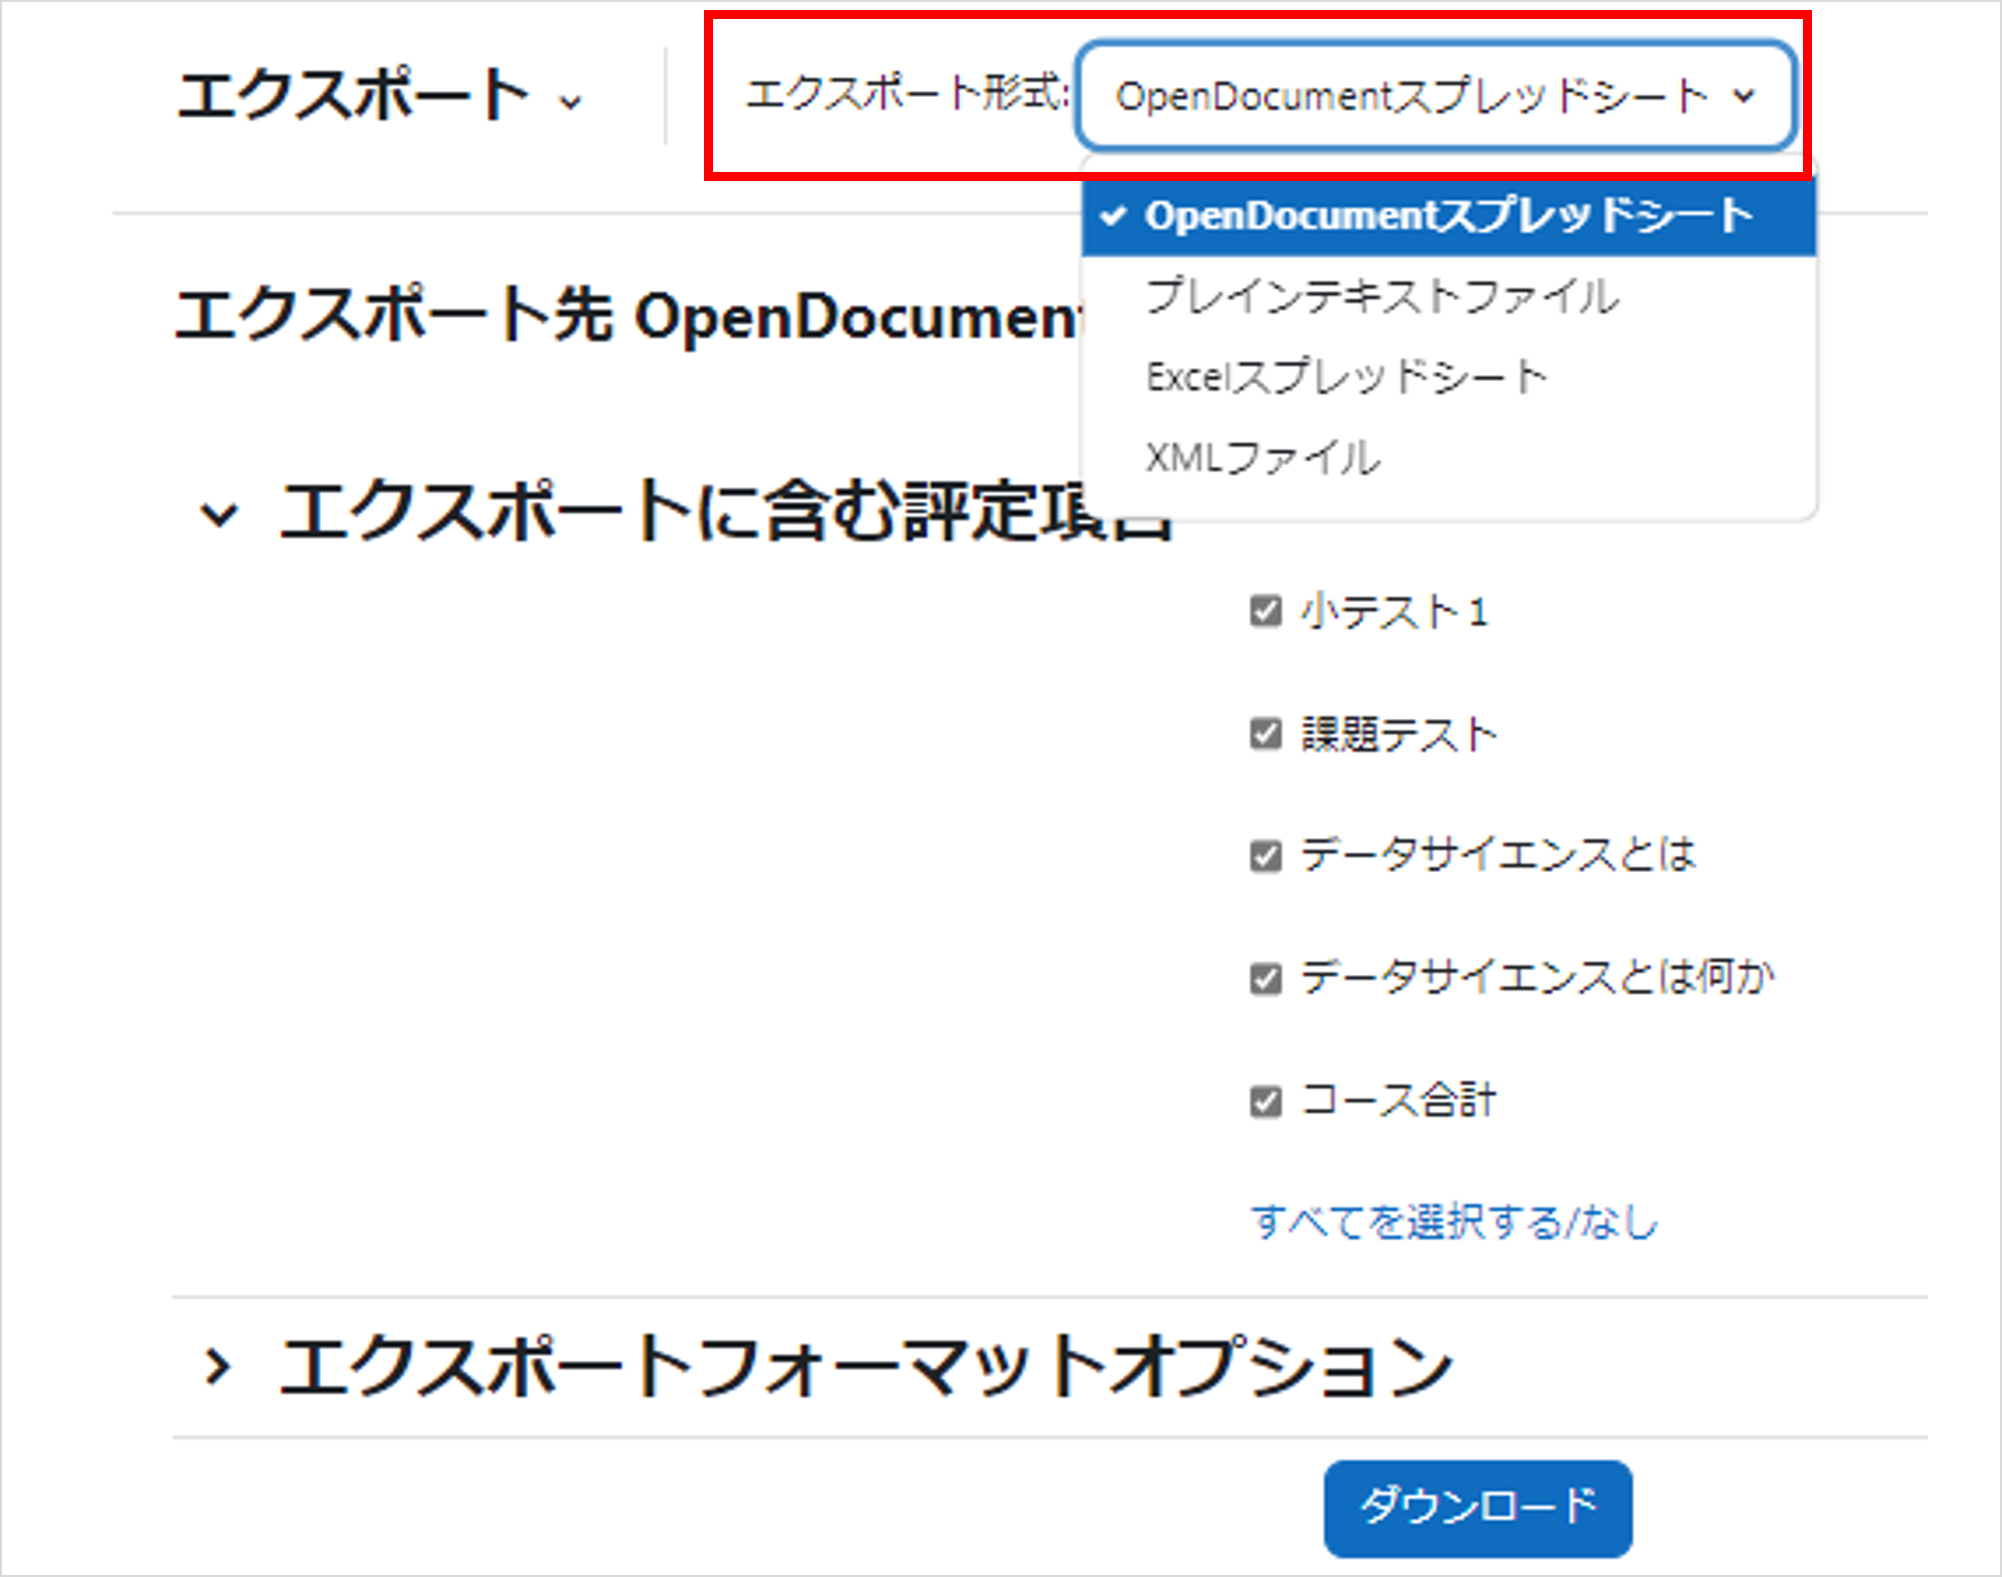 エクスポート
エクスポート形式:
OpenDocumentスプレッドシート
OpenDocumentスプレッドシート
プレインテキストファイル
Excelスプレッドシート
XMLファイル
エクスポート先 OpenDocument
エクスポートに含む評定項目
小テスト1
課題テスト
データサイエンスとは
データサイエンスとは何か
コース合計
すべてを選択する/なし
エクスポートフォーマットオプション
ダウンロード